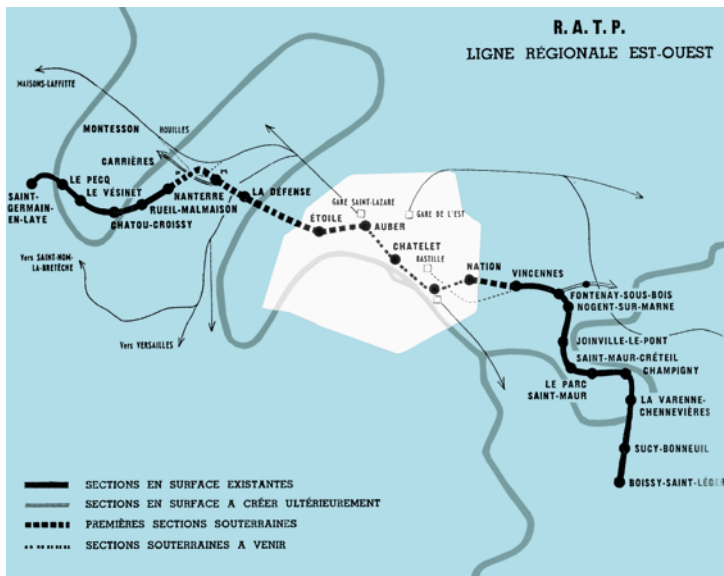 R. A. T. P.
LIGNE RÉGIONALE EST-OUEST
MAISONS-LAFFITTE
HOUILLES
MONTESSON
CARRIÈRES
LE PECQ
LE VÉSINET
SAINT-
GERMAIN-
EN-LAYE
NANTERRE
RUEIL-MALMAISON
CHATOU-CROISSY
LA DÉFENSE
GARE SAINT-LAZARE
GARE DE L'EST
ÉTOILE
AUBER
CHATELET
BASTILLE
NATION
VINCENNES
Vers SAINT-NOM-
LA-BRETÈCHE
Vers VERSAILLES
FONTENAY-SOUS-BOIS
NOGENT-SUR-MARNE
JOINVILLE-LE-PONT
SAINT-MAUR-CRÉTEIL
CHAMPIGNY
LE PARC
SAINT-MAUR
LA VARENNE-
CHENNEVIÈRES
SUCY-BONNEUIL
BOISSY-SAINT-LÉGER
SECTIONS EN SURFACE EXISTANTES
SECTIONS EN SURFACE A CRÉER ULTÉRIEUREMENT
PREMIÈRES SECTIONS SOUTERRAINES
SECTIONS SOUTERRAINES A VENIR